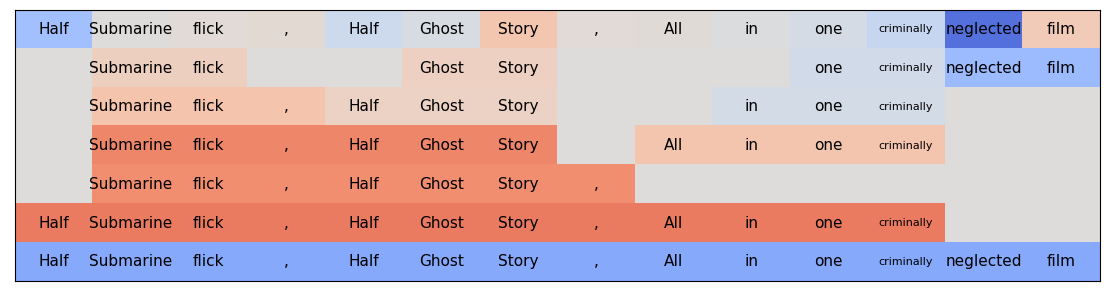 Half Submarine flick , Half Ghost Story , All in one criminally neglected film
Submarine flick Ghost Story one criminally neglected film
Submarine flick , Half Ghost Story in one criminally
Submarine flick , Half Ghost Story All in one criminally
Submarine flick , Half Ghost Story ,
Half Submarine flick , Half Ghost Story , All in one criminally
Half Submarine flick , Half Ghost Story , All in one criminally neglected film